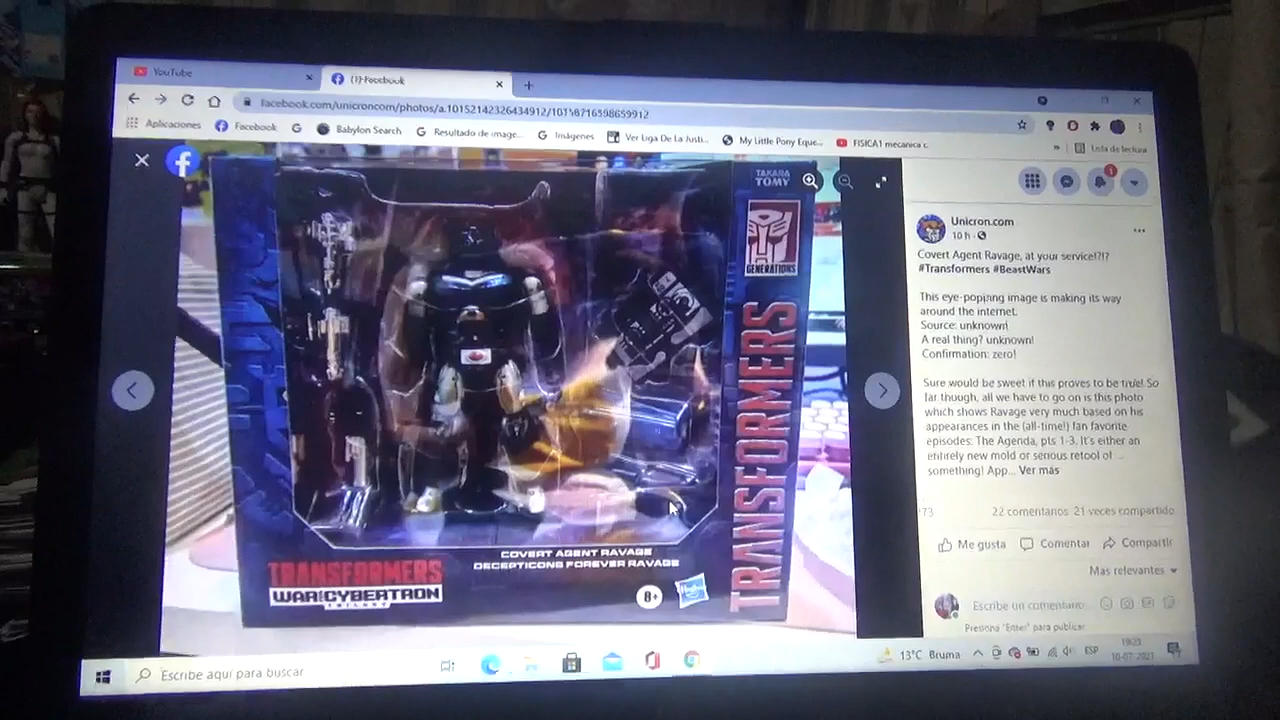 YouTube
(1) Facebook
facebook.com/unicroncom/photos/a.10152142326434912/10158716598659912
Aplicaciones
Facebook
Babylon Search
Resultado de image...
Imágenes
Ver Liga De La Justi...
My Little Pony Eque...
FISICA1 mecanica c.
»
Lista de lectura
TAKARA
TOMY
GENERATIONS
TRANSFORMERS
COVERT AGENT RAVAGE
DECEPTICONS FOREVER RAVAGE
TRANSFORMERS
WAR FOR CYBERTRON
TRILOGY
8+
Hasbro
1
Unicron.com
10 h ·
Covert Agent Ravage, at your service!?!?
#Transformers #BeastWars
This eye-popping image is making its way
around the internet.
Source: unknown!
A real thing? unknown!
Confirmation: zero!
Sure would be sweet if this proves to be true! So
far though, all we have to go on is this photo
which shows Ravage very much based on his
appearances in the (all-time!) fan favorite
episodes: The Agenda, pts 1-3. It's either an
entirely new mold or serious retool of ...
something! App... Ver más
73
22 comentarios 21 veces compartido
Me gusta
Comentar
Compartir
Más relevantes
Escribe un comentario
Presiona "Enter" para publicar.
Escribe aquí para buscar
13°C Bruma
ESP
19:23
10-07-2021